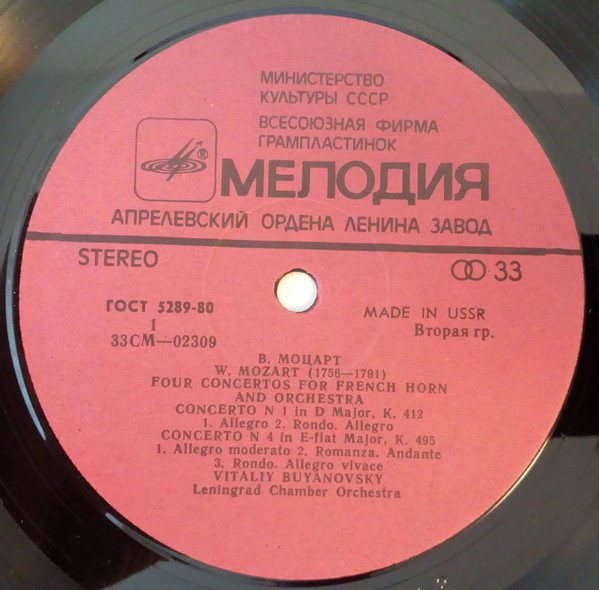 МИНИСТЕРСТВО
КУЛЬТУРЫ СССР
ВСЕСОЮЗНАЯ ФИРМА
ГРАМПЛАСТИНОК
® МЕЛОДИЯ
АПРЕЛЕВСКИЙ ОРДЕНА ЛЕНИНА ЗАВОД
STEREO
33
ГОСТ 5289-80
MADE IN USSR
1
Вторая гр.
33СМ—02309
В. МОЦАРТ
W. MOZART (1756—1791)
FOUR CONCERTOS FOR FRENCH HORN
AND ORCHESTRA
CONCERTO N 1 in D Major, K. 412
1. Allegro 2. Rondo. Allegro
CONCERTO N 4 in E-flat Major, K. 495
1. Allegro moderato 2. Romanza. Andante
3. Rondo. Allegro vivace
VITALIY BUYANOVSKY
Leningrad Chamber Orchestra